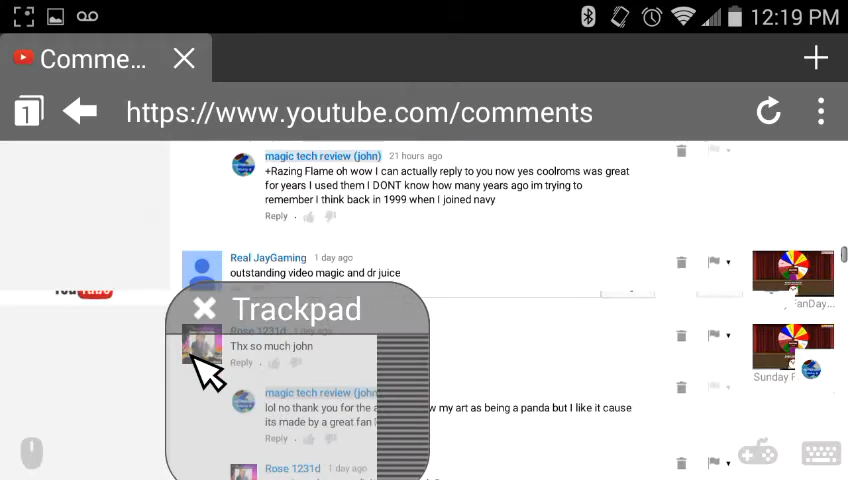 12:19 PM
Comme...
1
https://www.youtube.com/comments
magic tech review (john) 21 hours ago
+Razing Flame oh wow I can actually reply to you now yes coolroms was great
for years I used them I DONT know how many years ago im trying to
remember I think back in 1999 when I joined navy
Reply .
Real JayGaming 1 day ago
outstanding video magic and dr juice
Trackpad
FanDay...
Rose 1231d 1 day ago
Thx so much john
Reply .
Sunday F
magic tech review (john
lol no thank you for the a w my art as being a panda but I like it cause
its made by a great fan
Reply .
Rose 1231d 1 day ago